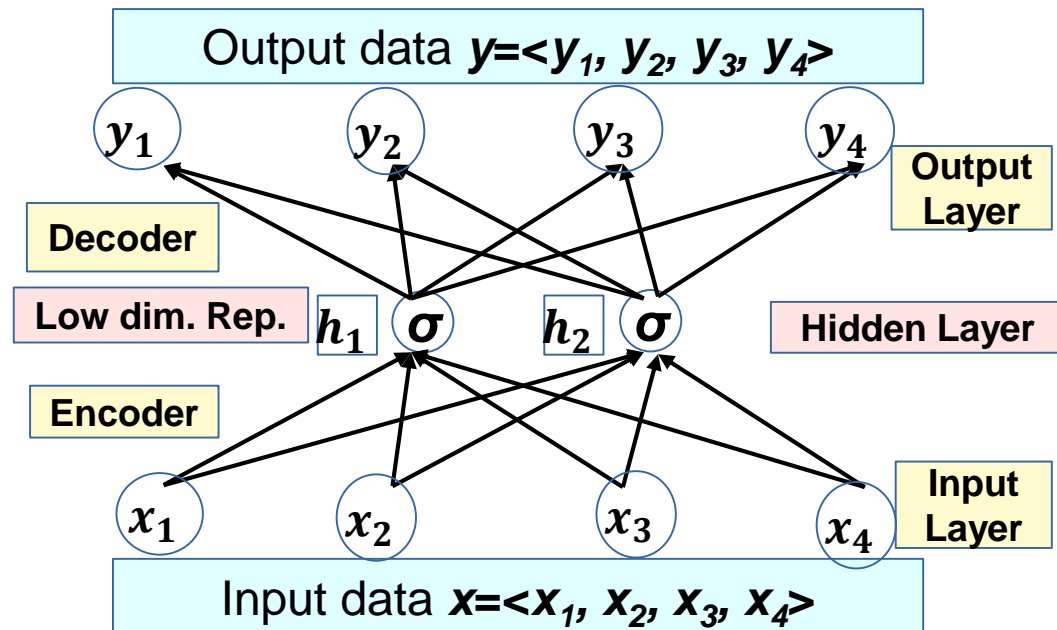 Output data y=<y₁, y₂, y₃, y₄>
y₁ y₂ y₃ y₄
Output
Layer
Decoder
Low dim. Rep.
h₁ σ h₂ σ
Hidden Layer
Encoder
x₁ x₂ x₃ x₄
Input
Layer
Input data x=<x₁, x₂, x₃, x₄>